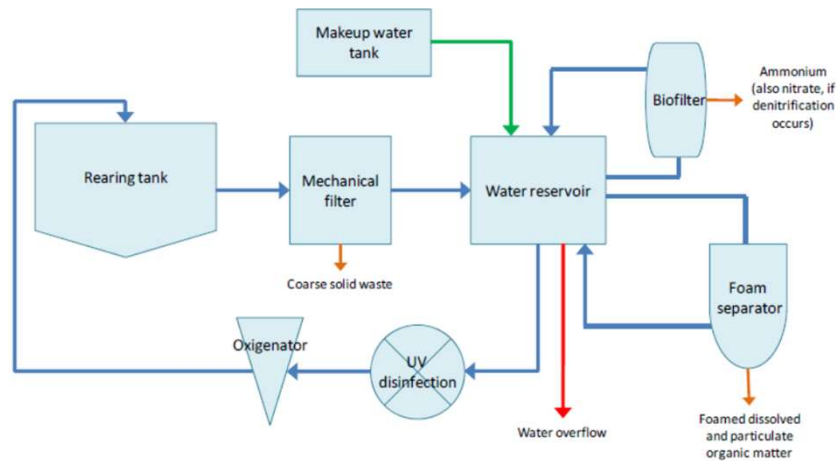 Makeup water
tank
Biofilter
Ammonium
(also nitrate, if
denitrification
occurs)
Rearing tank
Mechanical
filter
Water reservoir
Coarse solid waste
Foam
separator
Oxigenator
UV
disinfection
Water overflow
Foamed dissolved
and particulate
organic matter